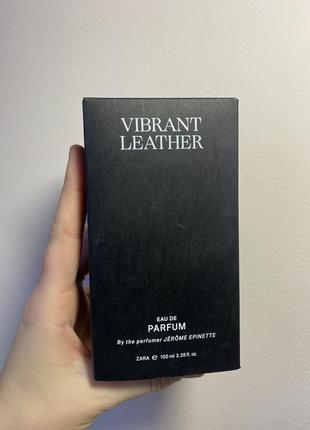 VIBRANT
LEATHER
EAU DE
PARFUM
By the perfumer JÉRÔME EPINETTE
ZARA ℮ 100 ml 3.38 fl. oz.